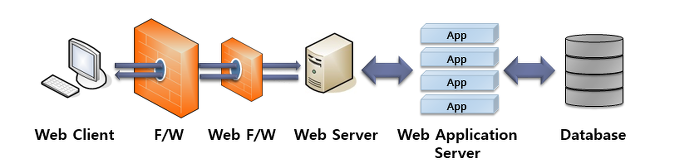 App
App
App
App
Web Client
F/W
Web F/W
Web Server
Web Application
Server
Database